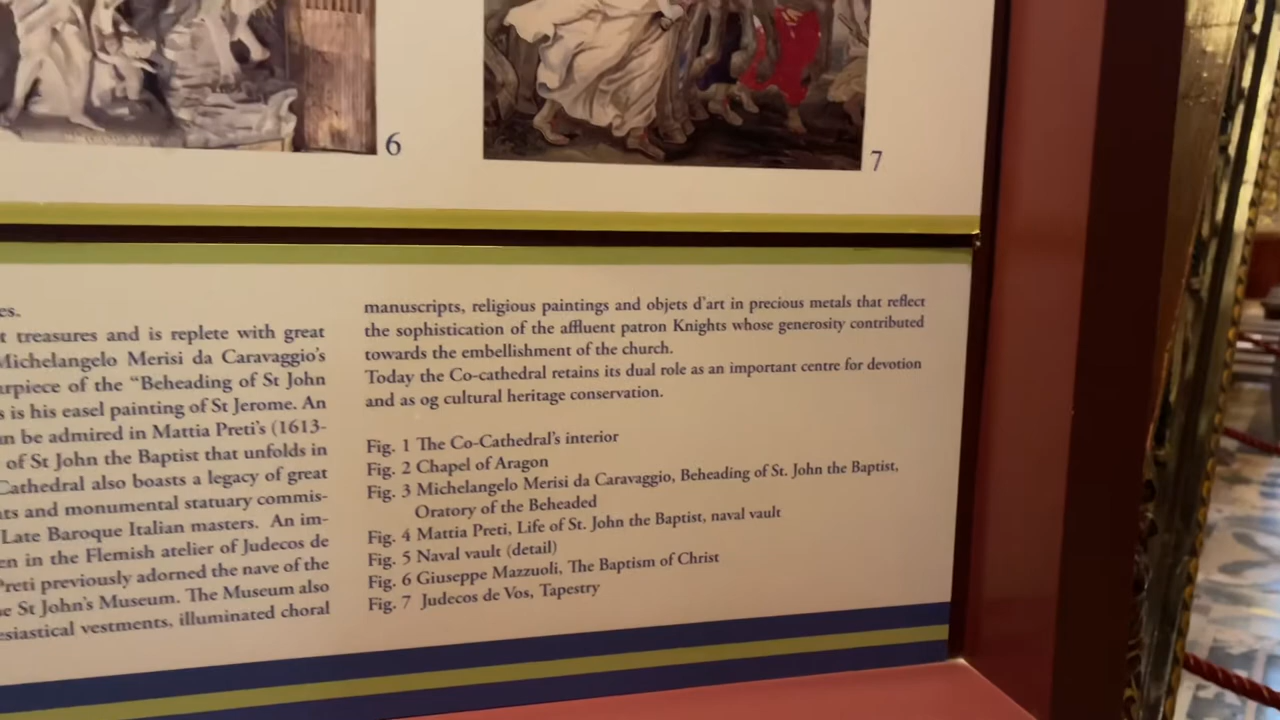 6
7
es.
t treasures and is replete with great
Michelangelo Merisi da Caravaggio's
rpiece of the “Beheading of St John
s is his easel painting of St Jerome. An
n be admired in Mattia Preti's (1613-
of St John the Baptist that unfolds in
Cathedral also boasts a legacy of great
ts and monumental statuary commis-
Late Baroque Italian masters. An im-
en in the Flemish atelier of Judecos de
Preti previously adorned the nave of the
e St John's Museum. The Museum also
esiastical vestments, illuminated choral
manuscripts, religious paintings and objets d'art in precious metals that reflect
the sophistication of the affluent patron Knights whose generosity contributed
towards the embellishment of the church.
Today the Co-cathedral retains its dual role as an important centre for devotion
and as og cultural heritage conservation.
Fig. 1 The Co-Cathedral's interior
Fig. 2 Chapel of Aragon
Fig. 3 Michelangelo Merisi da Caravaggio, Beheading of St. John the Baptist,
Oratory of the Beheaded
Fig. 4 Mattia Preti, Life of St. John the Baptist, naval vault
Fig. 5 Naval vault (detail)
Fig. 6 Giuseppe Mazzuoli, The Baptism of Christ
Fig. 7 Judecos de Vos, Tapestry